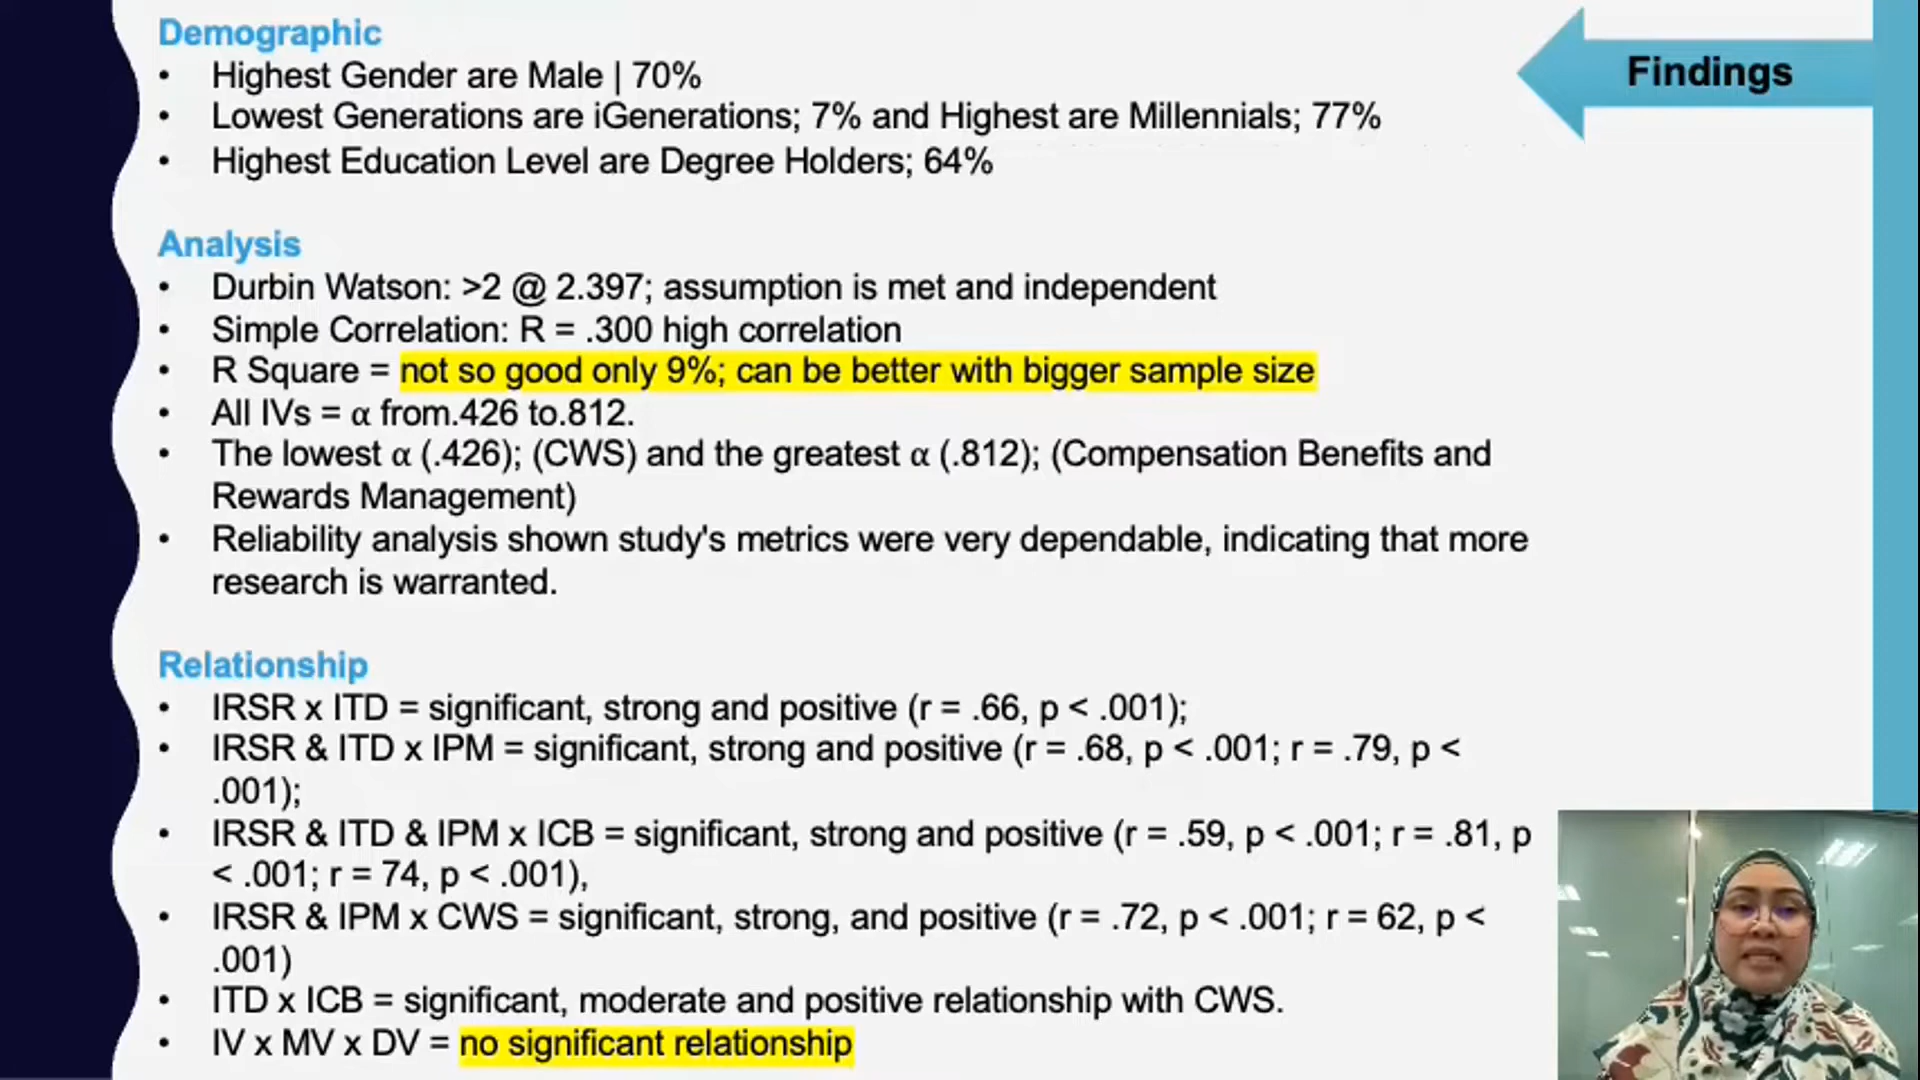 Demographic
Findings
• Highest Gender are Male | 70%
• Lowest Generations are iGenerations; 7% and Highest are Millennials; 77%
• Highest Education Level are Degree Holders; 64%
Analysis
• Durbin Watson: >2 @ 2.397; assumption is met and independent
• Simple Correlation: R = .300 high correlation
• R Square = not so good only 9%; can be better with bigger sample size
• All IVs = α from.426 to.812.
• The lowest α (.426); (CWS) and the greatest α (.812); (Compensation Benefits and
Rewards Management)
• Reliability analysis shown study's metrics were very dependable, indicating that more
research is warranted.
Relationship
• IRSR x ITD = significant, strong and positive (r = .66, p < .001);
• IRSR & ITD x IPM = significant, strong and positive (r = .68, p < .001; r = .79, p <
.001);
• IRSR & ITD & IPM x ICB = significant, strong and positive (r = .59, p < .001; r = .81, p
< .001; r = 74, p < .001),
• IRSR & IPM x CWS = significant, strong, and positive (r = .72, p < .001; r = 62, p <
.001)
• ITD x ICB = significant, moderate and positive relationship with CWS.
• IV x MV x DV = no significant relationship